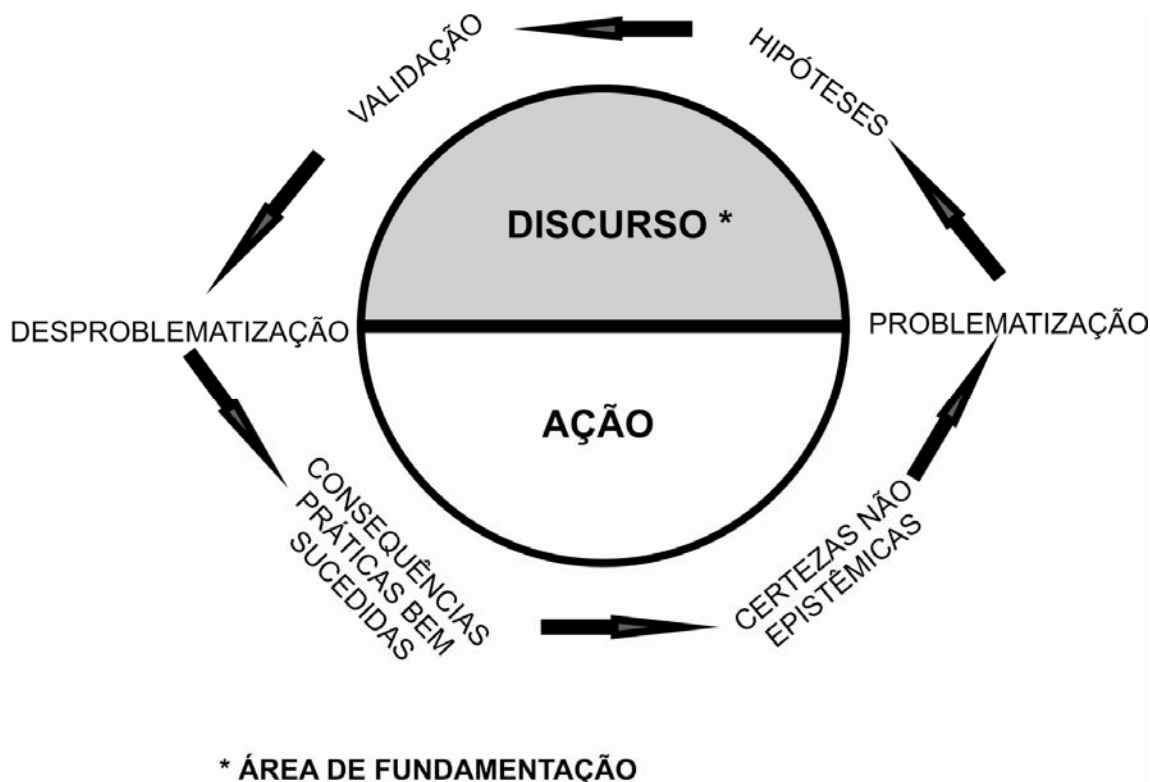 VALIDAÇÃO
HIPÓTESES
DISCURSO *
DESPROBLEMATIZAÇÃO
PROBLEMATIZAÇÃO
AÇÃO
CONSEQUÊNCIAS
PRÁTICAS BEM
SUCEDIDAS
CERTEZAS NÃO
EPISTÊMICAS
* ÁREA DE FUNDAMENTAÇÃO